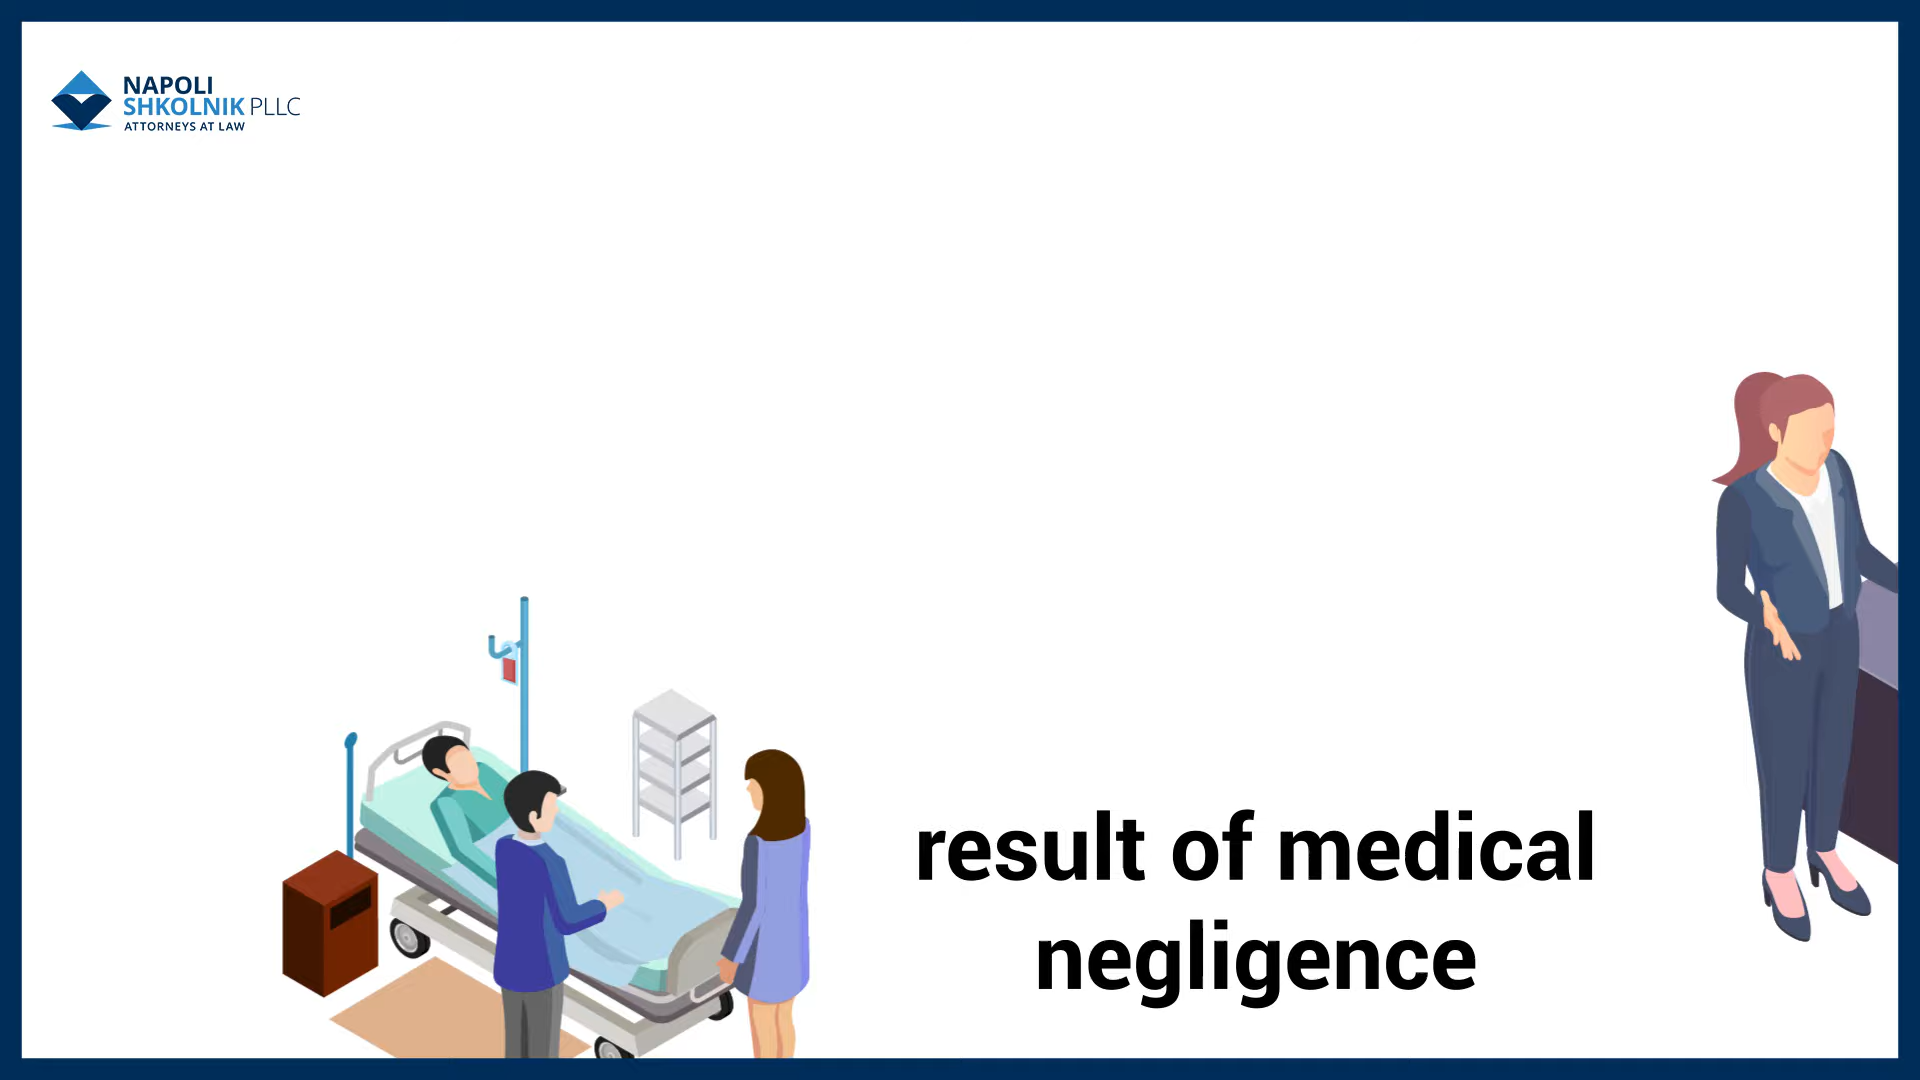 NAPOLI
SHKOLNIK PLLC
ATTORNEYS AT LAW
result of medical
negligence